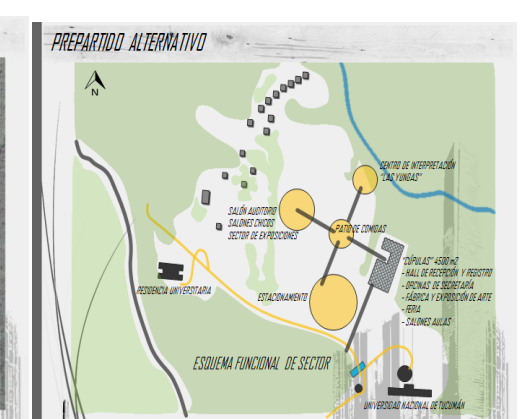 PREPARTIDO ALTERNATIVO
N
CENTRO DE INTERPRETACIÓN
"LAS YUNGAS"
SALÓN AUDITORIO
SALONES CHICOS
SECTOR DE EXPOSICIONES
PATIO DE COMIDAS
"CÚPULAS" 4500 m2
- HALL DE RECEPCIÓN Y REGISTRO
- OFICINAS DE SECRETARÍA
- FÁBRICA Y EXPOSICIÓN DE ARTE
- FERIA
- SALONES AULAS
RESIDENCIA UNIVERSITARIA
ESTACIONAMIENTO
ESQUEMA FUNCIONAL DE SECTOR
UNIVERSIDAD NACIONAL DE TUCUMÁN